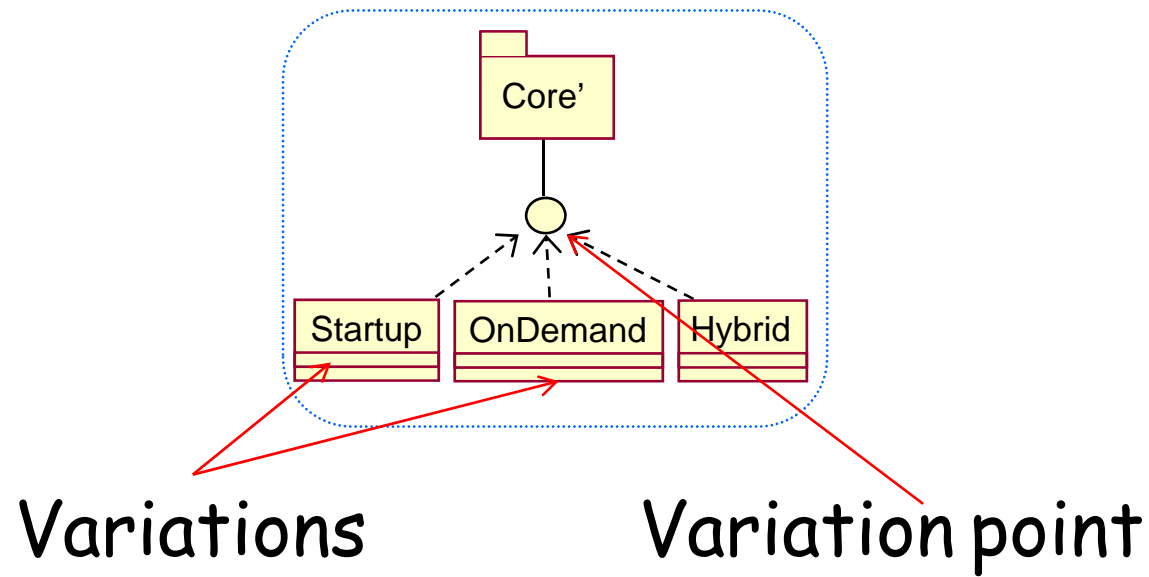 Core’
Startup
OnDemand
Hybrid
Variations
Variation point